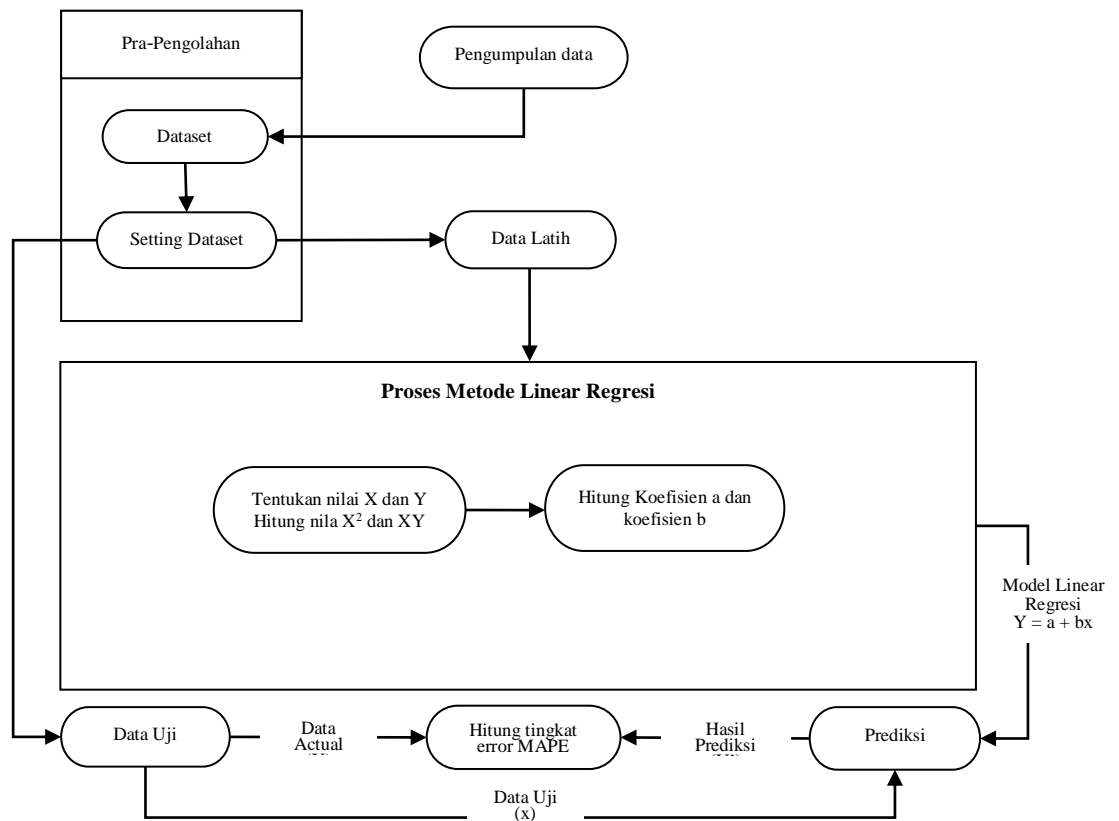 Pra-Pengolahan
Pengumpulan data
Dataset
Setting Dataset
Data Latih
Proses Metode Linear Regresi
Tentukan nilai X dan Y
Hitung nila X² dan XY
Hitung Koefisien a dan
koefisien b
Model Linear
Regresi
Y = a + bx
Data Uji
Data
Actual
Hitung tingkat
error MAPE
Hasil
Prediksi
Prediksi
Data Uji
(x)